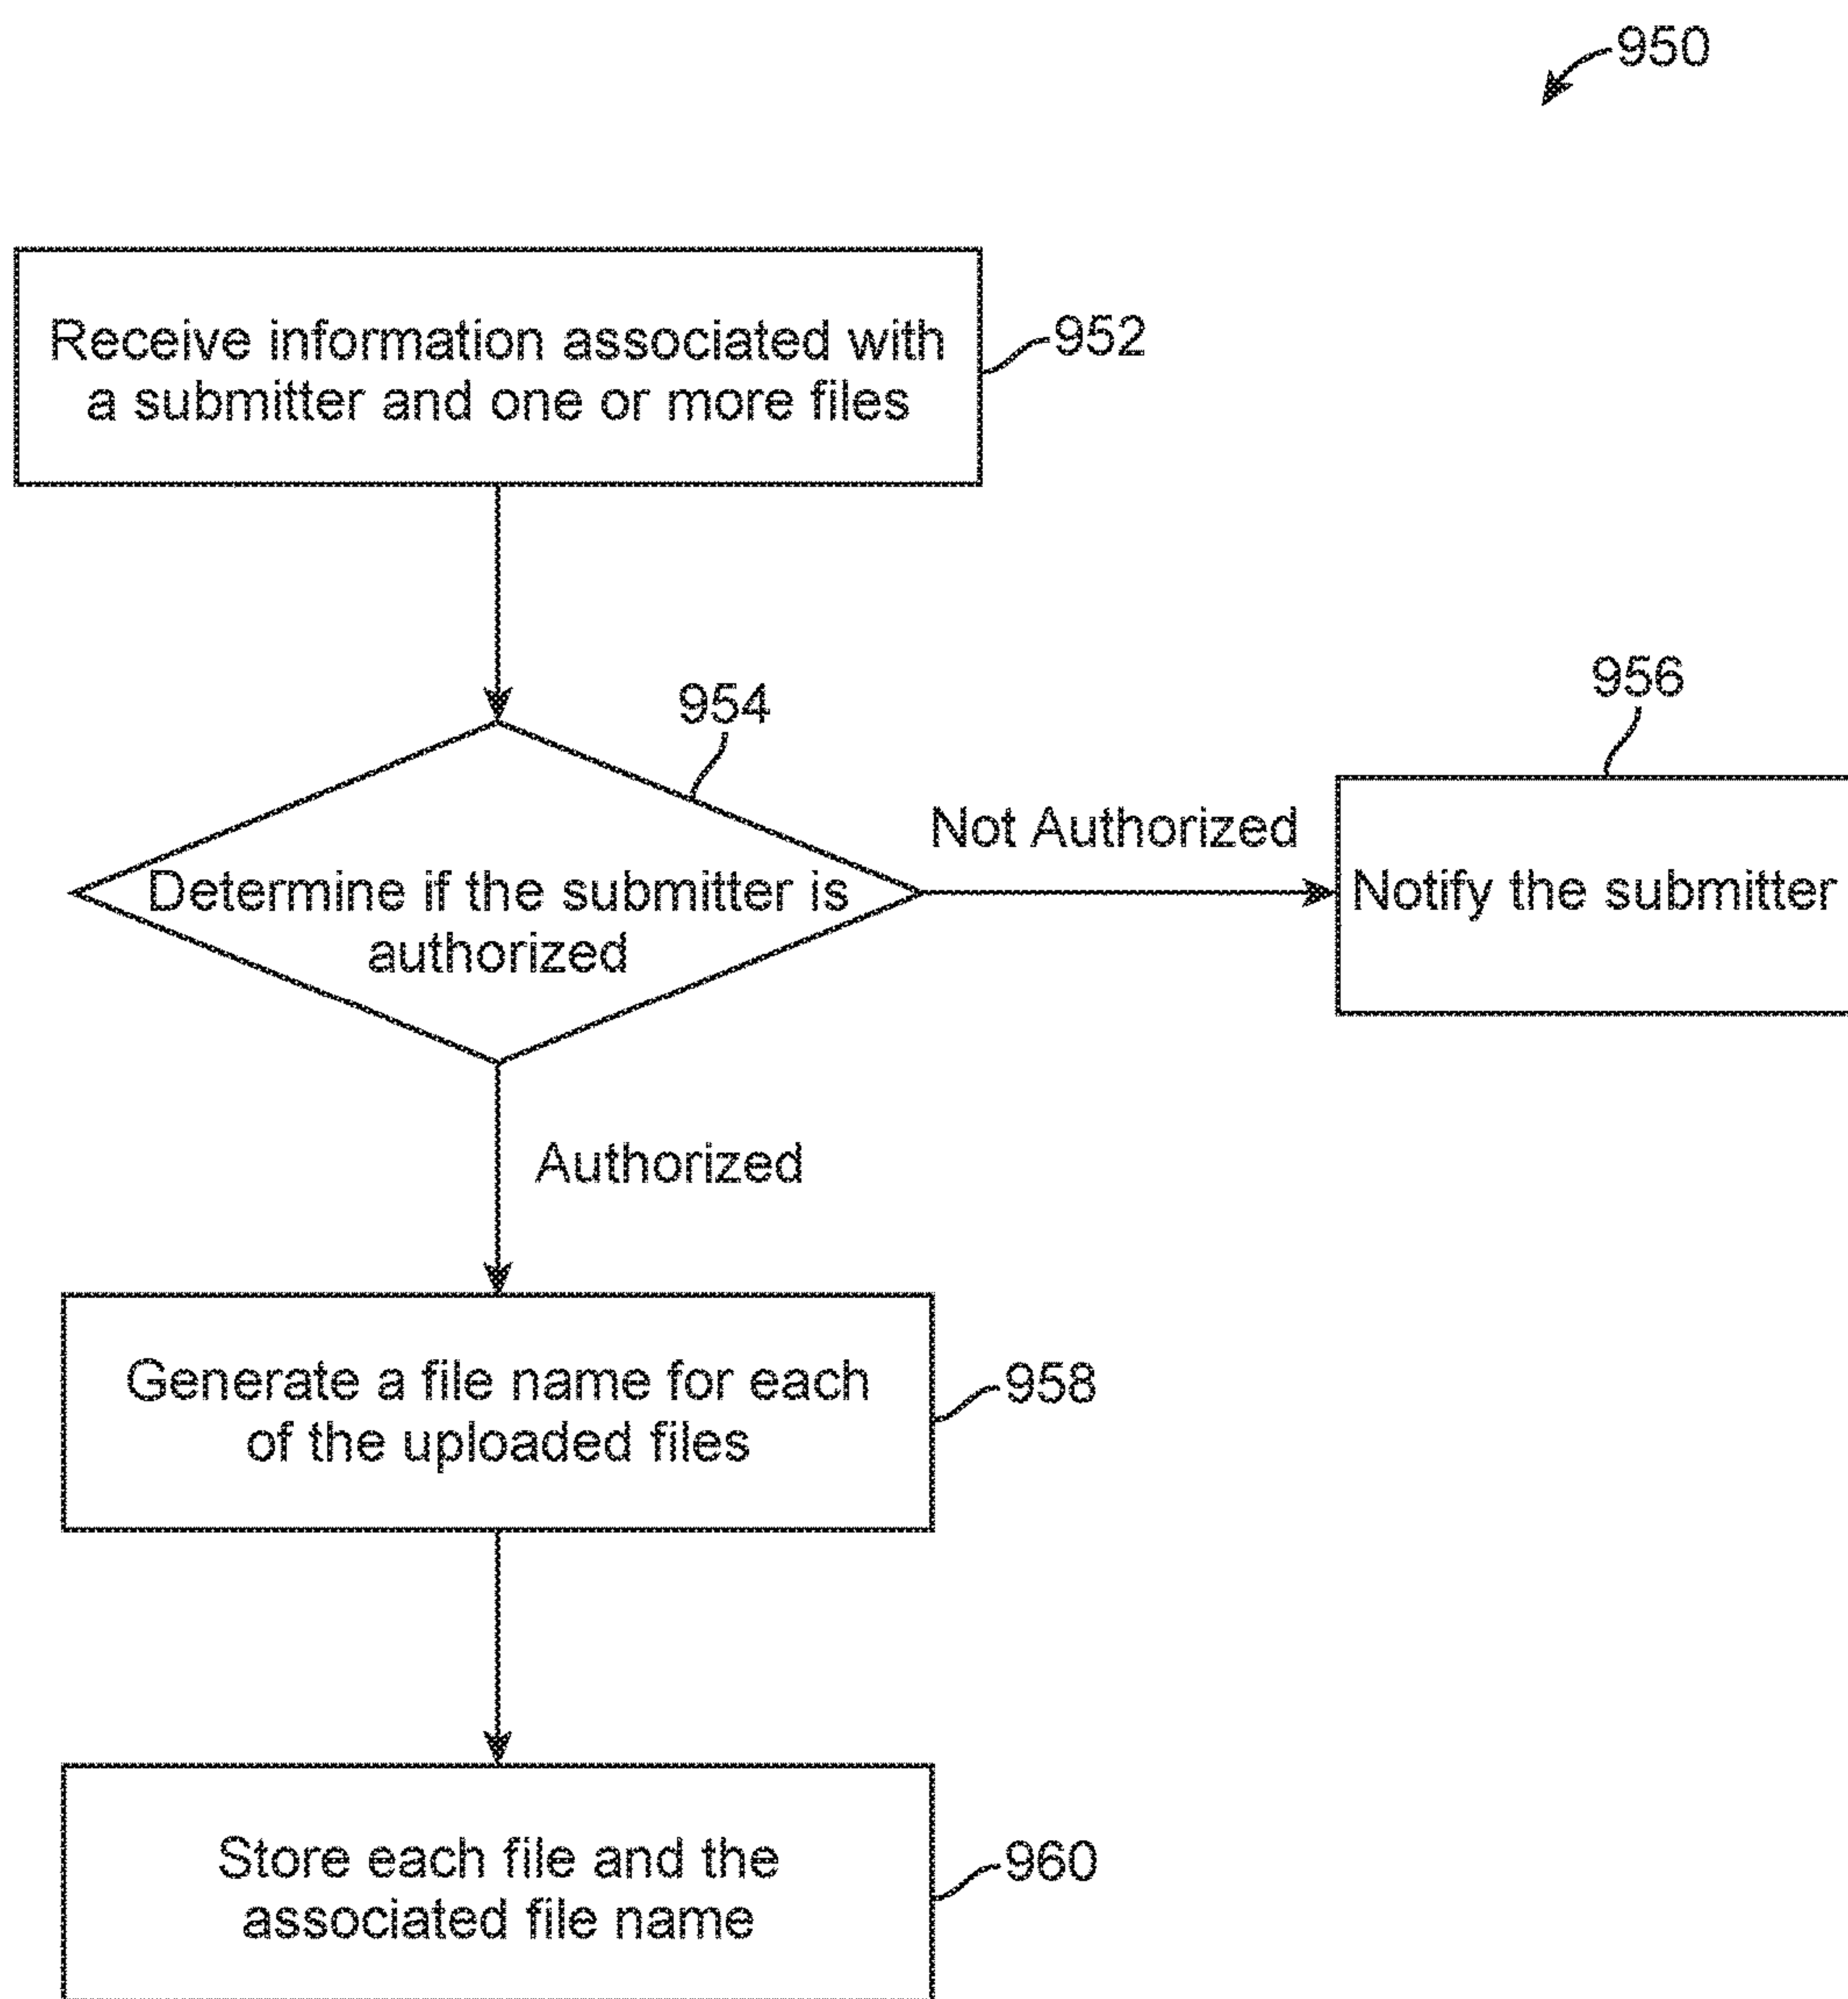 950
Receive information associated with
a submitter and one or more files
952
954
956
Determine if the submitter is
authorized
Not Authorized
Notify the submitter
Authorized
Generate a file name for each
of the uploaded files
958
Store each file and the
associated file name
960